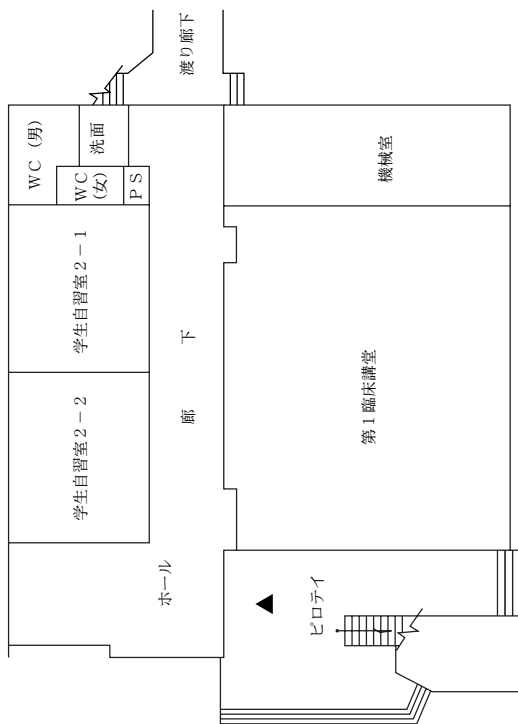 渡り廊下
WC（男）
洗面
WC
（女）
PS
機械室
学生自習室２−１
学生自習室２−２
廊下
第１臨床講堂
ホール
ピロテイ